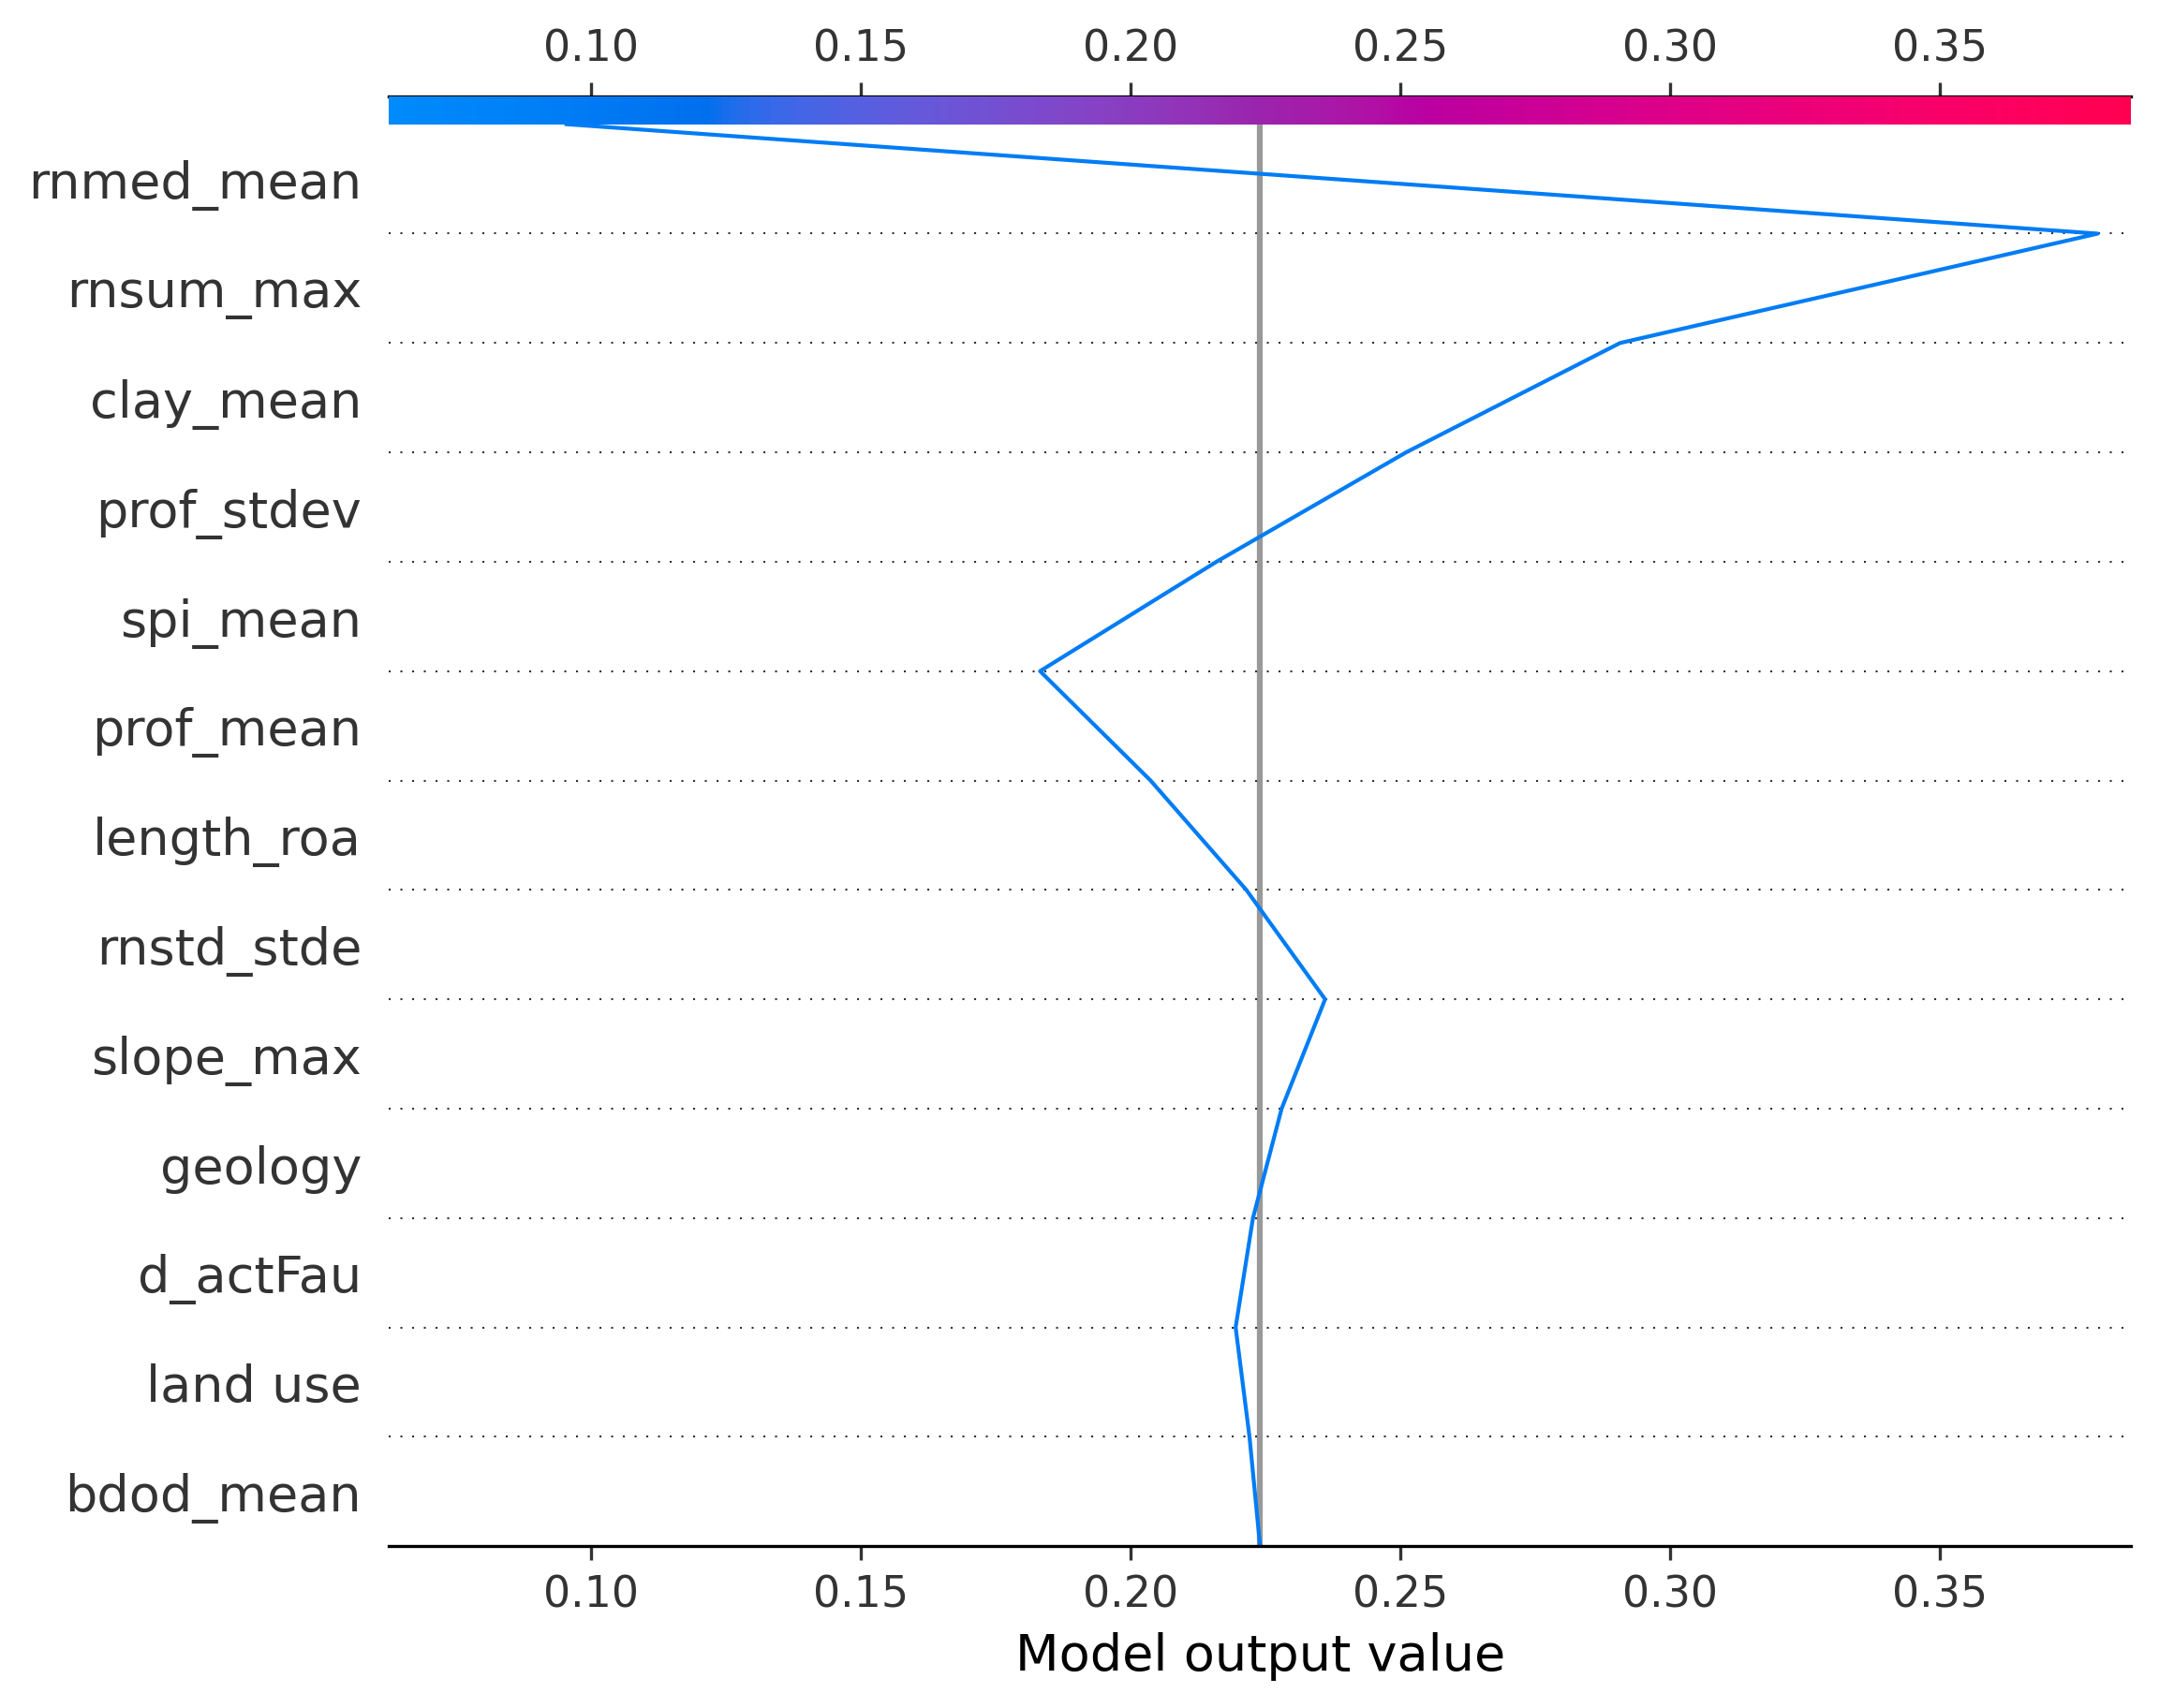 0.10 0.15 0.20 0.25 0.30 0.35
rnmed_mean
rnsum_max
clay_mean
prof_stdev
spi_mean
prof_mean
length_roa
rnstd_stde
slope_max
geology
d_actFau
land use
bdod_mean
0.10 0.15 0.20 0.25 0.30 0.35
Model output value